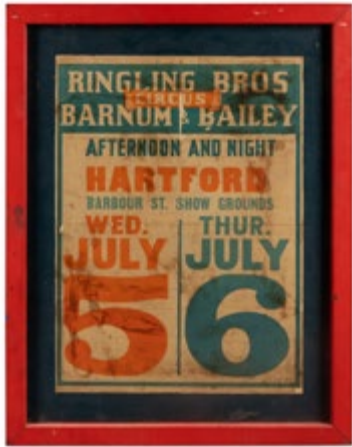 RINGLING BROS
CIRCUS
BARNUM & BAILEY
AFTERNOON AND NIGHT
HARTFORD
BARBOUR ST. SHOW GROUNDS
WED. THUR.
JULY JULY
5 6